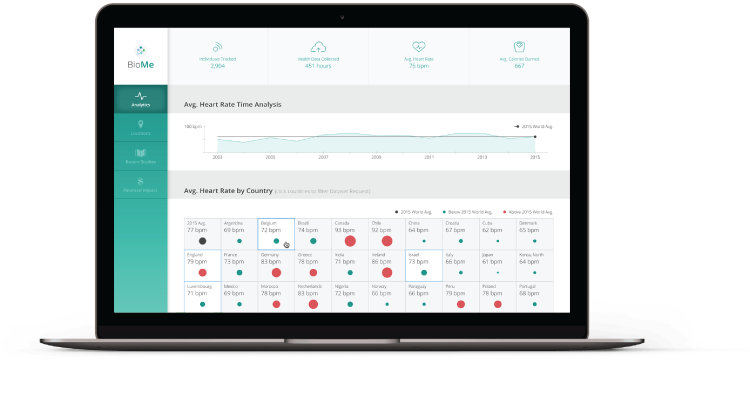 BioMe
Individuals Tracked
2,904
Health Data Collected
451 hours
Avg. Heart Rate
75 bpm
Avg. Calories Burned
667
Analytics
Locations
Recent Studies
Financial Impact
Avg. Heart Rate Time Analysis
100 bpm
2015 World Avg.
2003 2005 2007 2009 2011 2013 2015
Avg. Heart Rate by Country
2015 World Avg. Below 2015 World Avg. Above 2015 World Avg.
2015 Avg. Argentina Belgium Brazil Canada Chile China Croatia Cuba Denmark
77 bpm 69 bpm 72 bpm 74 bpm 93 bpm 92 bpm 64 bpm 67 bpm 62 bpm 65 bpm
England France Germany Greece India Ireland Israel Italy Japan Korea, North
79 bpm 73 bpm 83 bpm 78 bpm 71 bpm 85 bpm 73 bpm 66 bpm 61 bpm 64 bpm
Luxembourg Mexico Morocco Netherlands Nigeria Norway Paraguay Peru Poland Portugal
71 bpm 69 bpm 78 bpm 83 bpm 72 bpm 66 bpm 66 bpm 79 bpm 78 bpm 68 bpm